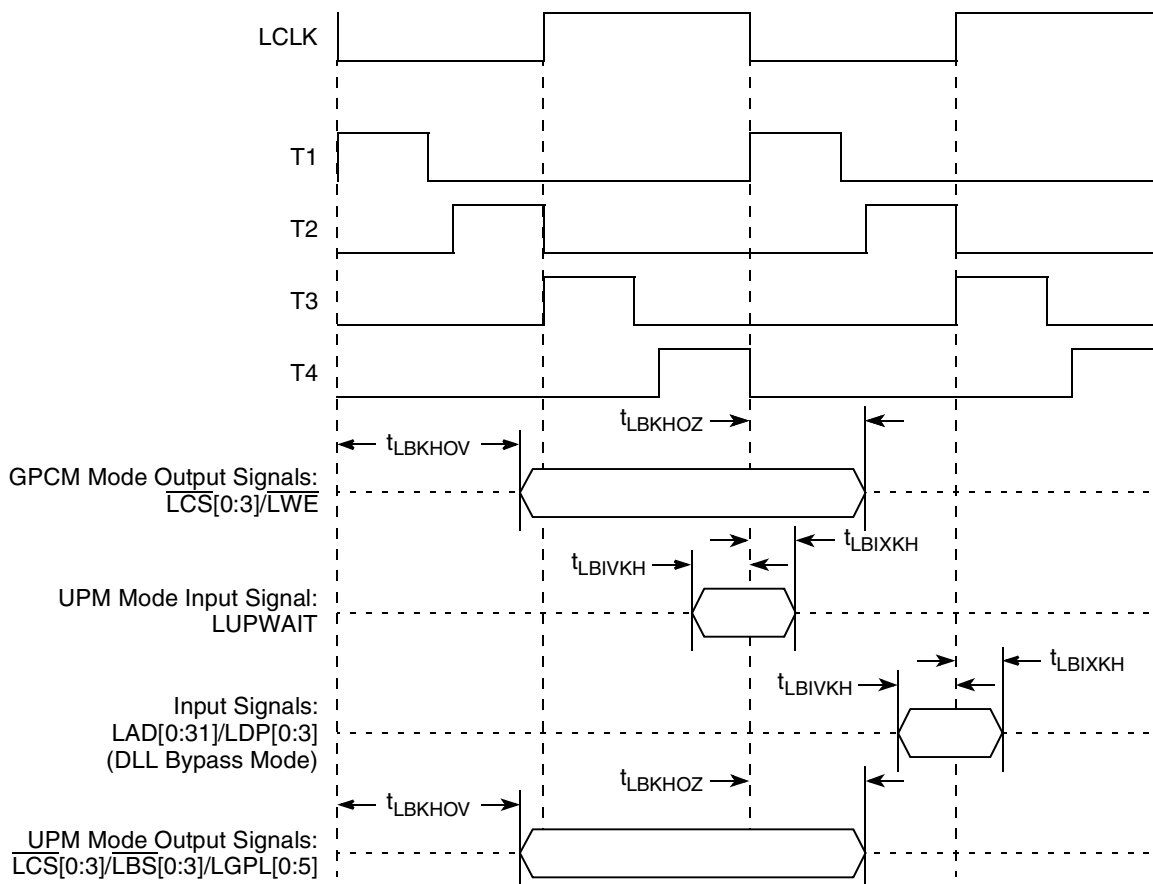 LCLK
T1
T2
T3
T4
tLBKHOZ
tLBKHOV
GPCM Mode Output Signals:
LCS[0:3]/LWE
tLBIXKH
tLBIVKH
UPM Mode Input Signal:
LUPWAIT
tLBIXKH
tLBIVKH
Input Signals:
LAD[0:31]/LDP[0:3]
(DLL Bypass Mode)
tLBKHOZ
tLBKHOV
UPM Mode Output Signals:
LCS[0:3]/LBS[0:3]/LGPL[0:5]